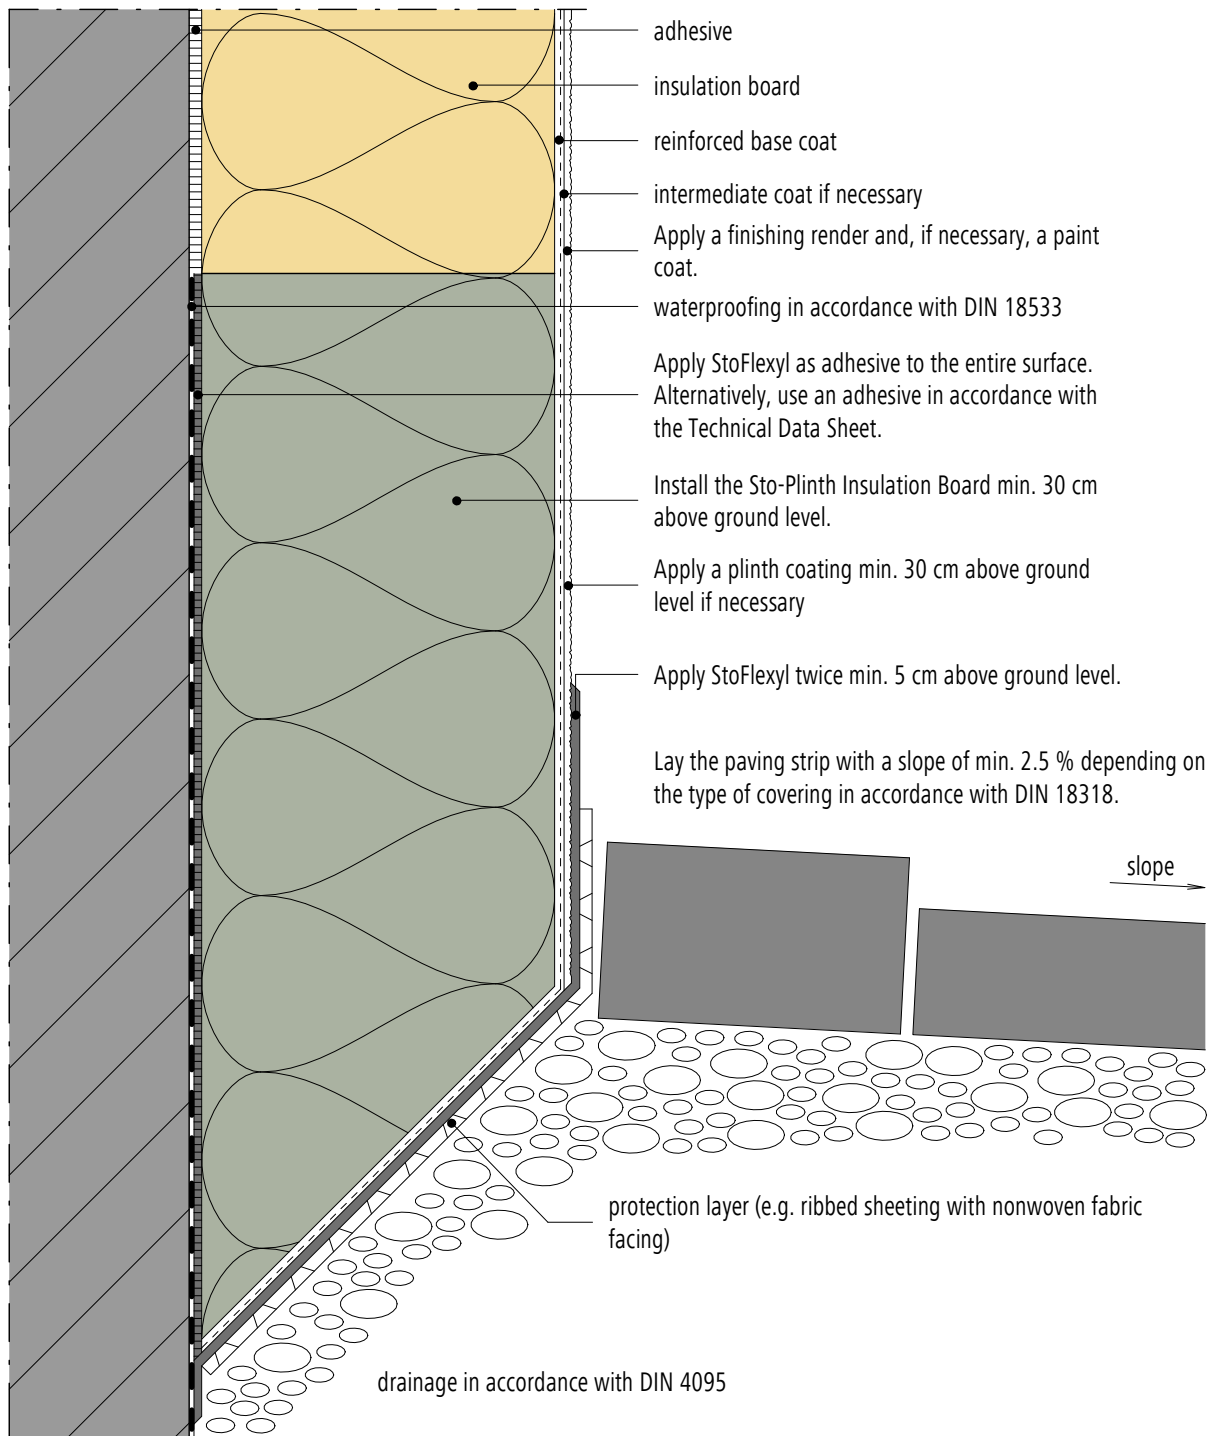 adhesive
insulation board
reinforced base coat
intermediate coat if necessary
Apply a finishing render and, if necessary, a paint
coat.
waterproofing in accordance with DIN 18533
Apply StoFlexyl as adhesive to the entire surface.
Alternatively, use an adhesive in accordance with
the Technical Data Sheet.
Install the Sto-Plinth Insulation Board min. 30 cm
above ground level.
Apply a plinth coating min. 30 cm above ground
level if necessary
Apply StoFlexyl twice min. 5 cm above ground level.
Lay the paving strip with a slope of min. 2.5 % depending on
the type of covering in accordance with DIN 18318.
slope
protection layer (e.g. ribbed sheeting with nonwoven fabric
facing)
drainage in accordance with DIN 4095